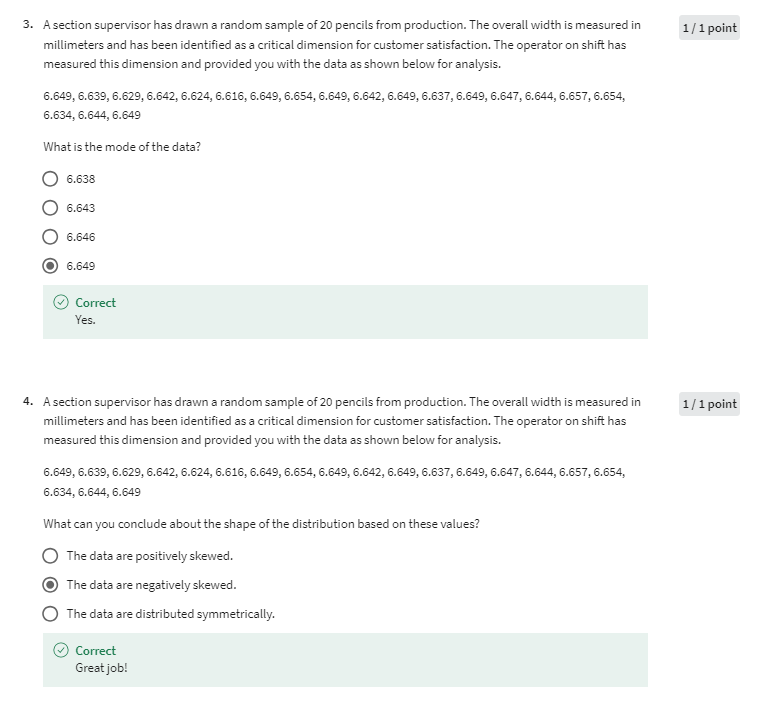 3. A section supervisor has drawn a random sample of 20 pencils from production. The overall width is measured in
1 / 1 point
millimeters and has been identified as a critical dimension for customer satisfaction. The operator on shift has
measured this dimension and provided you with the data as shown below for analysis.
6.649, 6.639, 6.629, 6.642, 6.624, 6.616, 6.649, 6.654, 6.649, 6.642, 6.649, 6.637, 6.649, 6.647, 6.644, 6.657, 6.654,
6.634, 6.644, 6.649
What is the mode of the data?
6.638
6.643
6.646
6.649
Correct
Yes.
4. A section supervisor has drawn a random sample of 20 pencils from production. The overall width is measured in
1 / 1 point
millimeters and has been identified as a critical dimension for customer satisfaction. The operator on shift has
measured this dimension and provided you with the data as shown below for analysis.
6.649, 6.639, 6.629, 6.642, 6.624, 6.616, 6.649, 6.654, 6.649, 6.642, 6.649, 6.637, 6.649, 6.647, 6.644, 6.657, 6.654,
6.634, 6.644, 6.649
What can you conclude about the shape of the distribution based on these values?
The data are positively skewed.
The data are negatively skewed.
The data are distributed symmetrically.
Correct
Great job!